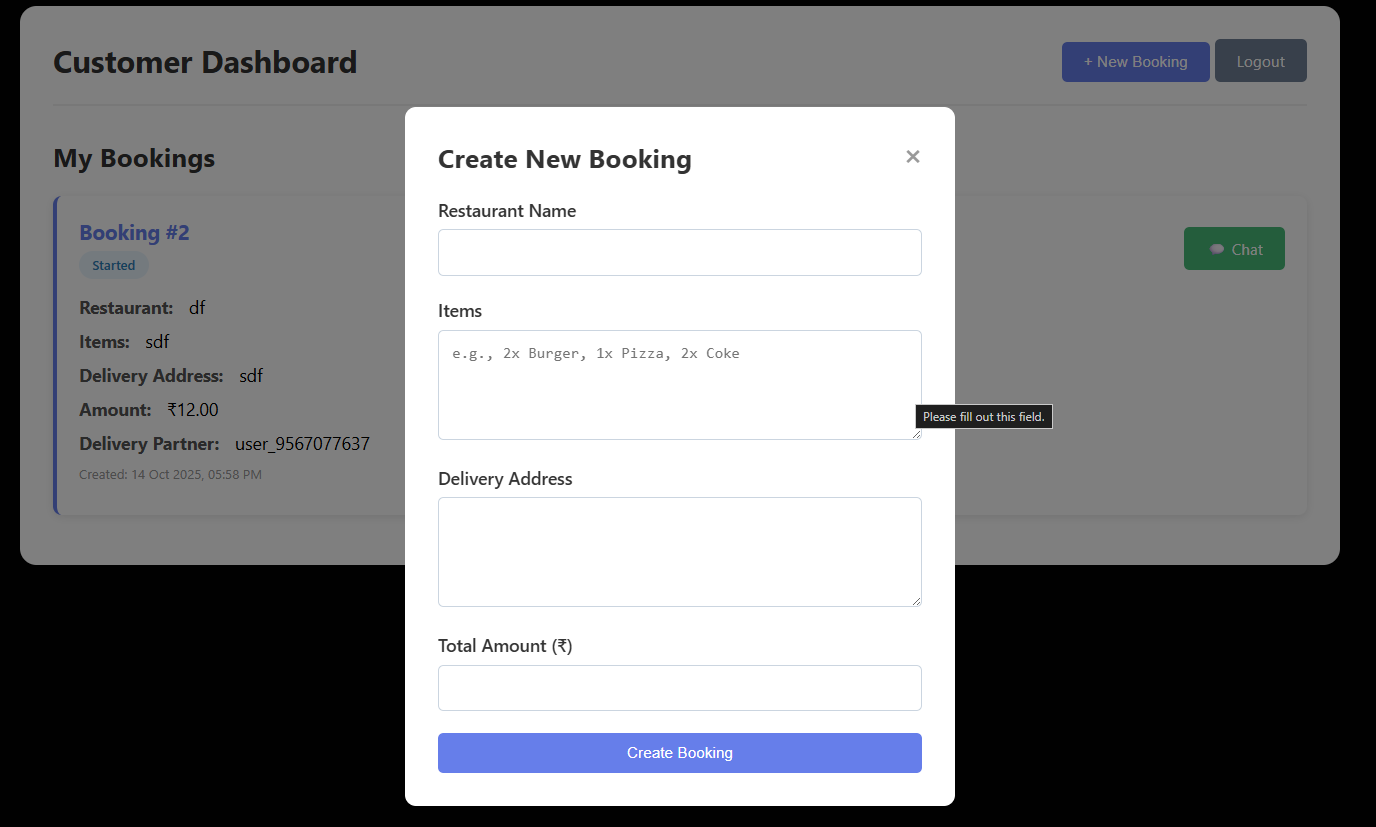 Customer Dashboard
+ New Booking
Logout
My Bookings
Booking #2
Started
Restaurant: df
Items: sdf
Delivery Address: sdf
Amount: ₹12.00
Delivery Partner: user_9567077637
Created: 14 Oct 2025, 05:58 PM
Chat
Create New Booking
×
Restaurant Name
Items
e.g., 2x Burger, 1x Pizza, 2x Coke
Please fill out this field.
Delivery Address
Total Amount (₹)
Create Booking